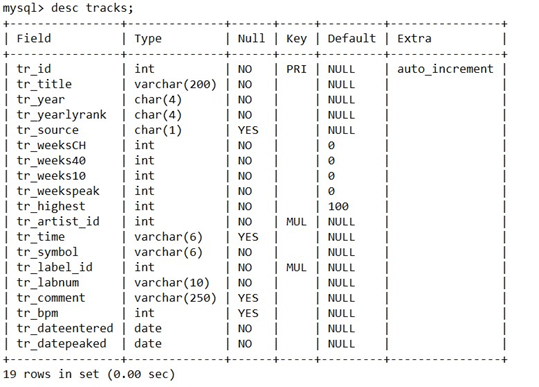 mysql> desc tracks;
+----------------+--------------+------+-----+---------+----------------+
| Field | Type | Null | Key | Default | Extra |
+----------------+--------------+------+-----+---------+----------------+
| tr_id | int | NO | PRI | NULL | auto_increment |
| tr_title | varchar(200) | NO | | NULL | |
| tr_year | char(4) | NO | | NULL | |
| tr_yearlyrank | char(4) | NO | | NULL | |
| tr_source | char(1) | YES | | NULL | |
| tr_weeksCH | int | NO | | 0 | |
| tr_weeks40 | int | NO | | 0 | |
| tr_weeks10 | int | NO | | 0 | |
| tr_weekspeak | int | NO | | 0 | |
| tr_highest | int | NO | | 100 | |
| tr_artist_id | int | NO | MUL | NULL | |
| tr_time | varchar(6) | YES | | NULL | |
| tr_symbol | varchar(6) | NO | | NULL | |
| tr_label_id | int | NO | MUL | NULL | |
| tr_labnum | varchar(10) | NO | | NULL | |
| tr_comment | varchar(250) | YES | | NULL | |
| tr_bpm | int | YES | | NULL | |
| tr_dateentered | date | NO | | NULL | |
| tr_datepeaked | date | NO | | NULL | |
+----------------+--------------+------+-----+---------+----------------+
19 rows in set (0.00 sec)